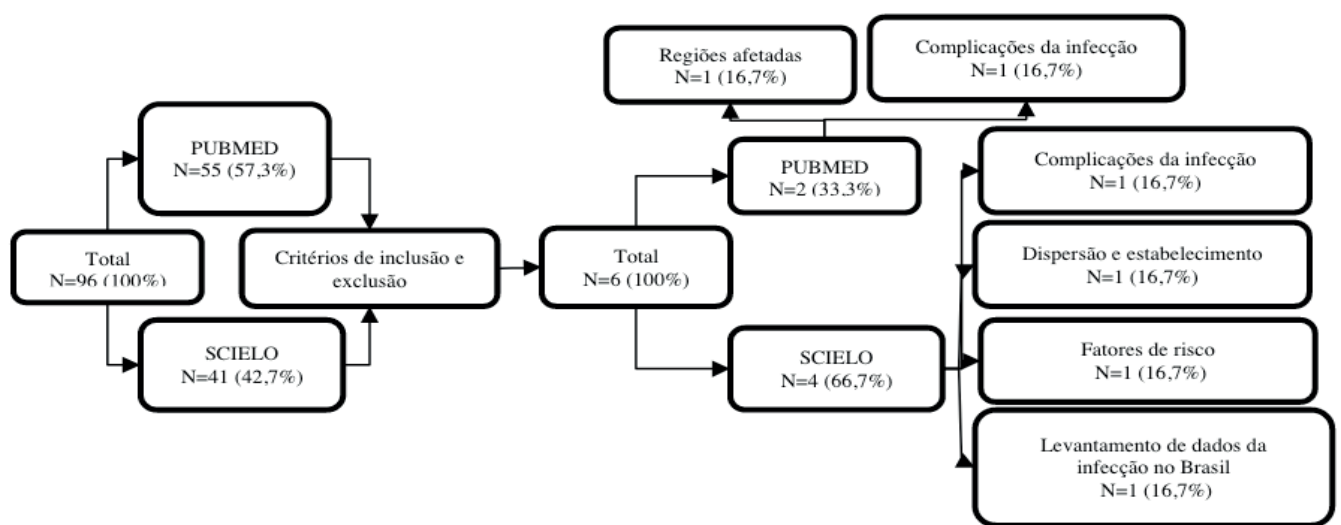 Total
N=96 (100%)
PUBMED
N=55 (57,3%)
SCIELO
N=41 (42,7%)
Critérios de inclusão e
exclusão
Total
N=6 (100%)
PUBMED
N=2 (33.3%)
Regiões afetadas
N=1 (16,7%)
Complicações da infecção
N=1 (16,7%)
SCIELO
N=4 (66,7%)
Complicações da infecção
N=1 (16,7%)
Dispersão e estabelecimento
N=1 (16,7%)
Fatores de risco
N=1 (16,7%)
Levantamento de dados da
infecção no Brasil
N=1 (16,7%)